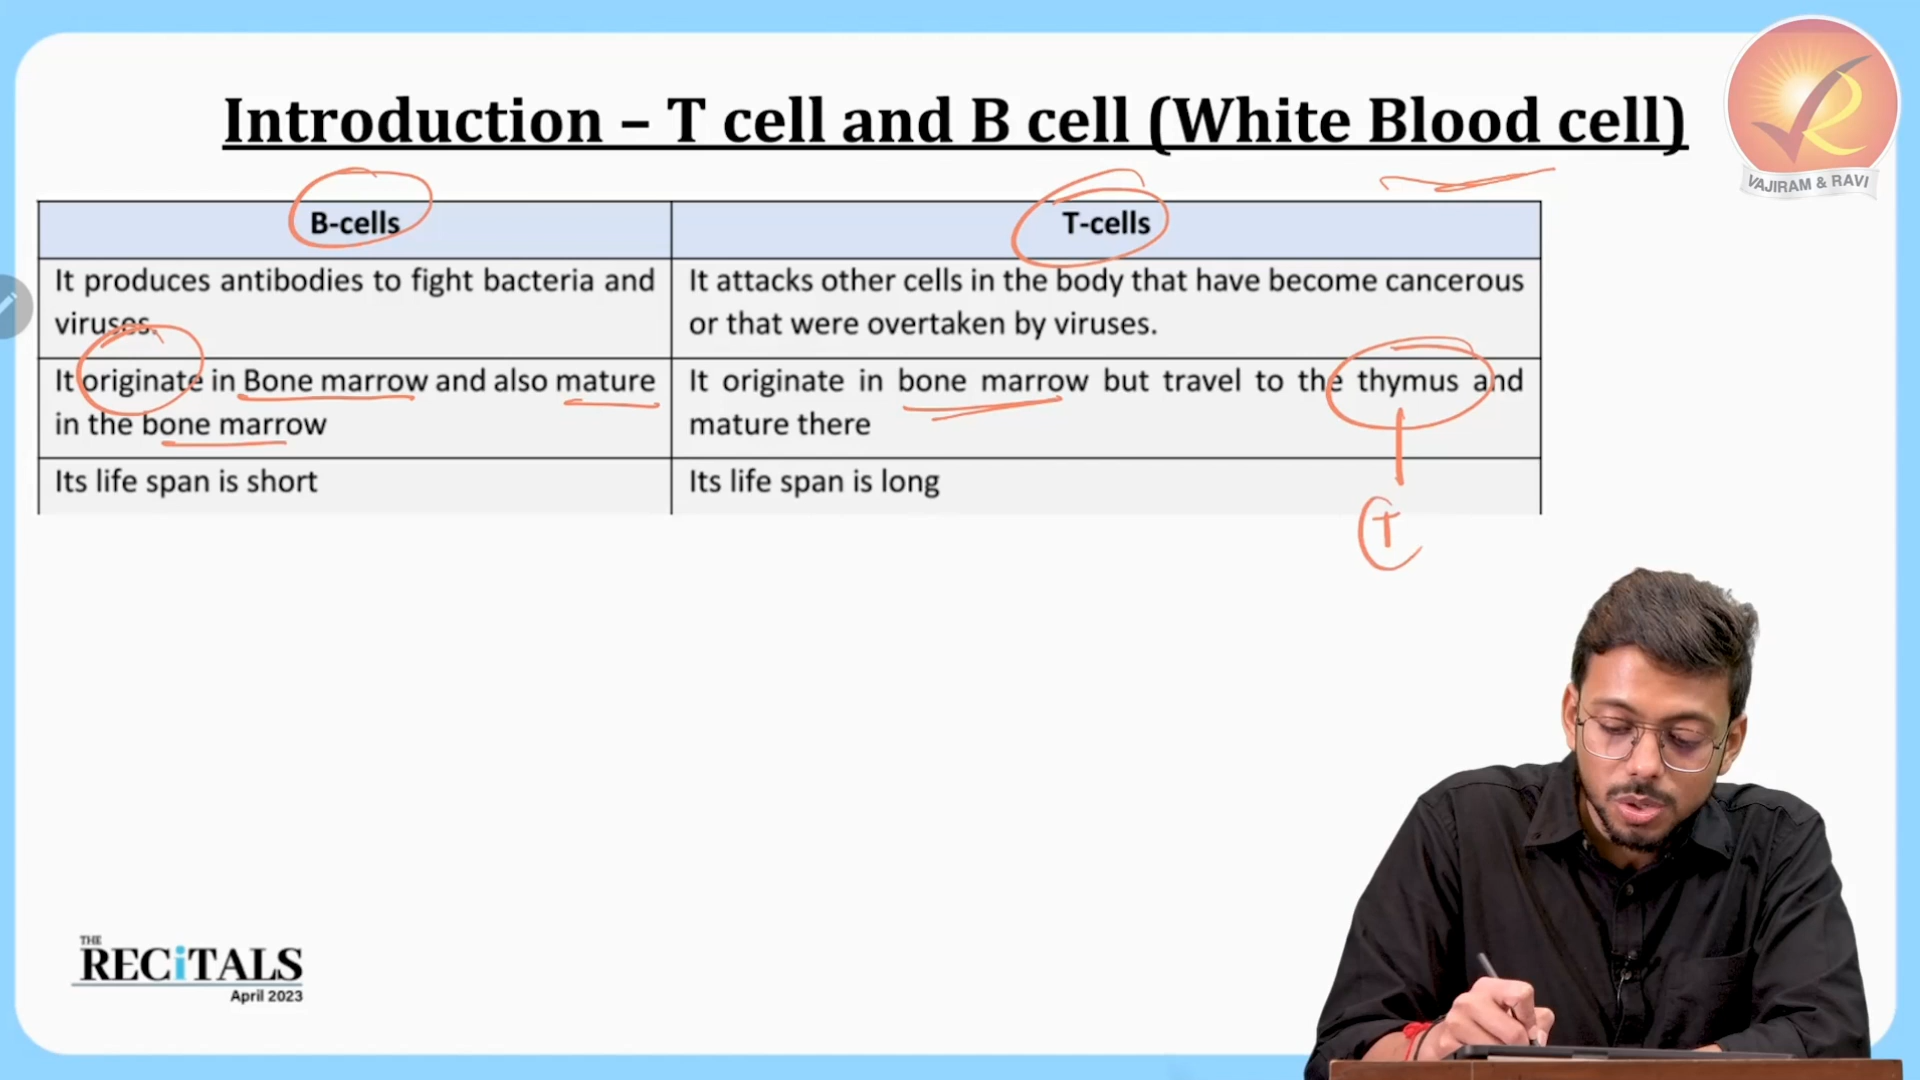 Introduction – T cell and B cell (White Blood cell)
VAJIRAM & RAVI
B-cells
T-cells
It produces antibodies to fight bacteria and
viruses.
It attacks other cells in the body that have become cancerous
or that were overtaken by viruses.
It originate in Bone marrow and also mature
in the bone marrow
It originate in bone marrow but travel to the thymus and
mature there
Its life span is short
Its life span is long
T
THE
RECiTALS
April 2023